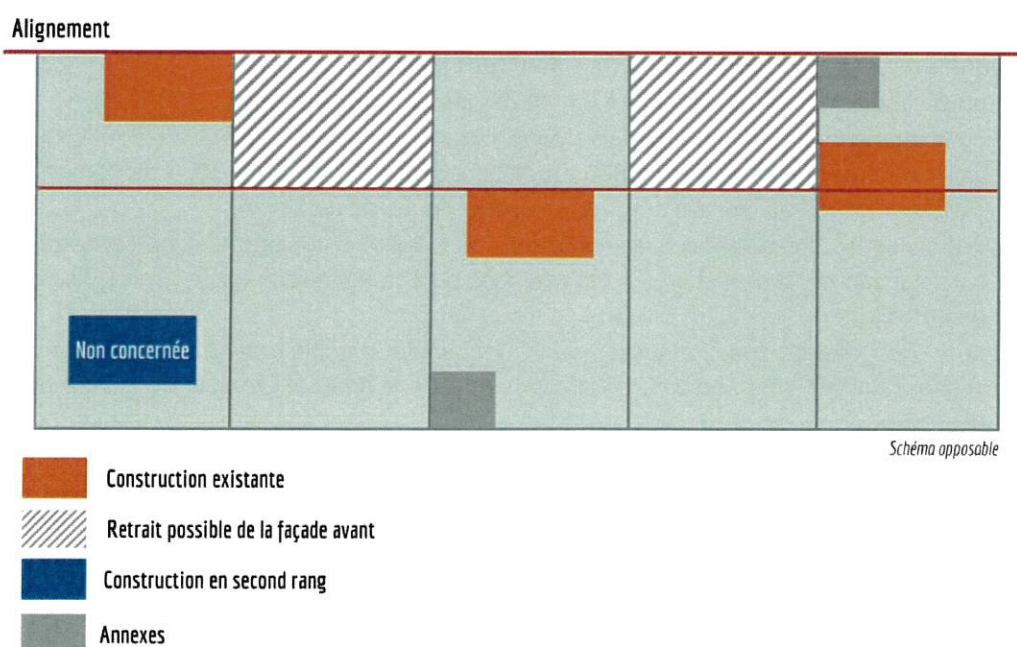 Alignement
Non concernée
Schéma opposable
Construction existante
Retrait possible de la façade avant
Construction en second rang
Annexes